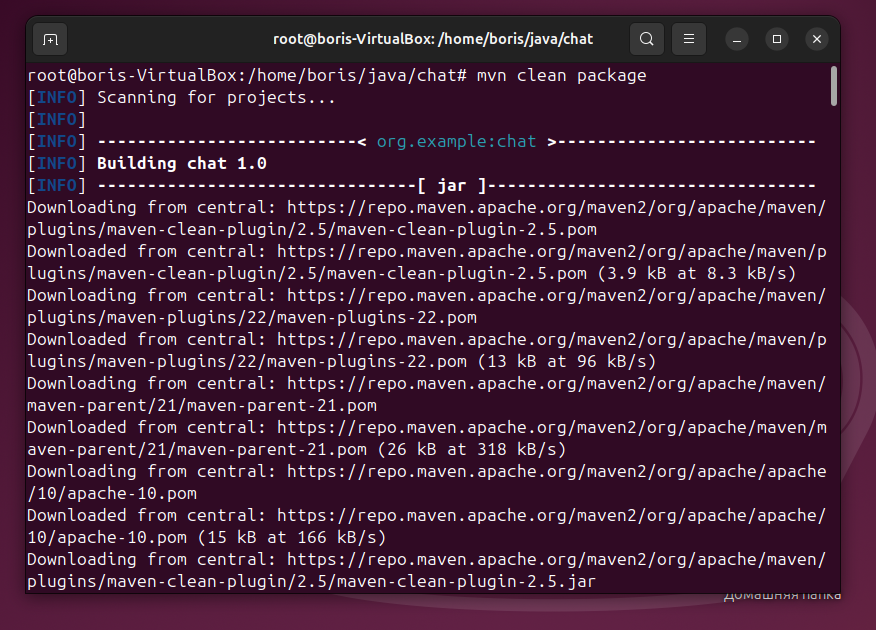 root@boris-VirtualBox: /home/boris/java/chat
root@boris-VirtualBox:/home/boris/java/chat# mvn clean package
[INFO] Scanning for projects...
[INFO]
[INFO] --------------------------< org.example:chat >--------------------------
[INFO] Building chat 1.0
[INFO] --------------------------------[ jar ]---------------------------------
Downloading from central: https://repo.maven.apache.org/maven2/org/apache/maven/
plugins/maven-clean-plugin/2.5/maven-clean-plugin-2.5.pom
Downloaded from central: https://repo.maven.apache.org/maven2/org/apache/maven/p
lugins/maven-clean-plugin/2.5/maven-clean-plugin-2.5.pom (3.9 kB at 8.3 kB/s)
Downloading from central: https://repo.maven.apache.org/maven2/org/apache/maven/
plugins/maven-plugins/22/maven-plugins-22.pom
Downloaded from central: https://repo.maven.apache.org/maven2/org/apache/maven/p
lugins/maven-plugins/22/maven-plugins-22.pom (13 kB at 96 kB/s)
Downloading from central: https://repo.maven.apache.org/maven2/org/apache/maven/
maven-parent/21/maven-parent-21.pom
Downloaded from central: https://repo.maven.apache.org/maven2/org/apache/maven/m
aven-parent/21/maven-parent-21.pom (26 kB at 318 kB/s)
Downloading from central: https://repo.maven.apache.org/maven2/org/apache/apache
/10/apache-10.pom
Downloaded from central: https://repo.maven.apache.org/maven2/org/apache/apache/
10/apache-10.pom (15 kB at 166 kB/s)
Downloading from central: https://repo.maven.apache.org/maven2/org/apache/maven/
plugins/maven-clean-plugin/2.5/maven-clean-plugin-2.5.jar
Домашняя папка